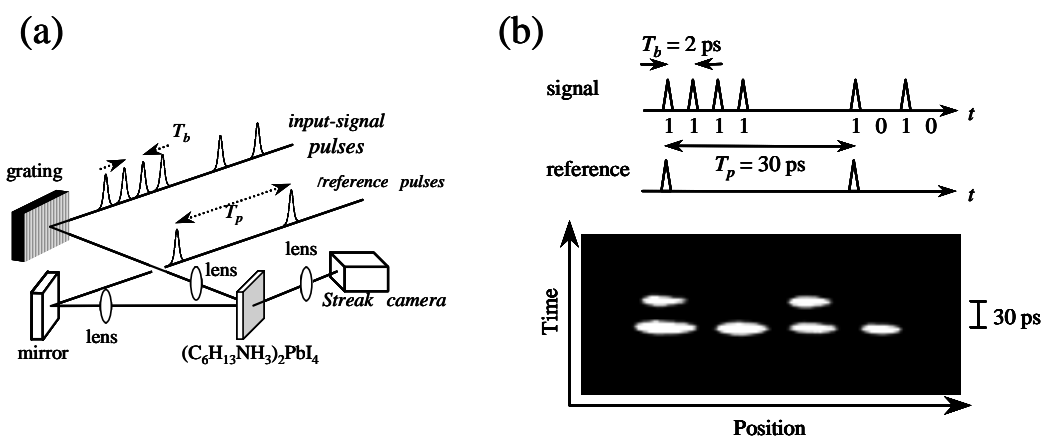 (a)
T_b
input-signal
pulses
grating
/reference pulses
T_p
lens
lens
lens
Streak camera
mirror
(C₆H₁₃NH₃)₂PbI₄
(b)
T_b = 2 ps
signal
t
1 1 1 1 1 0 1 0
T_p = 30 ps
reference
t
Time
30 ps
Position